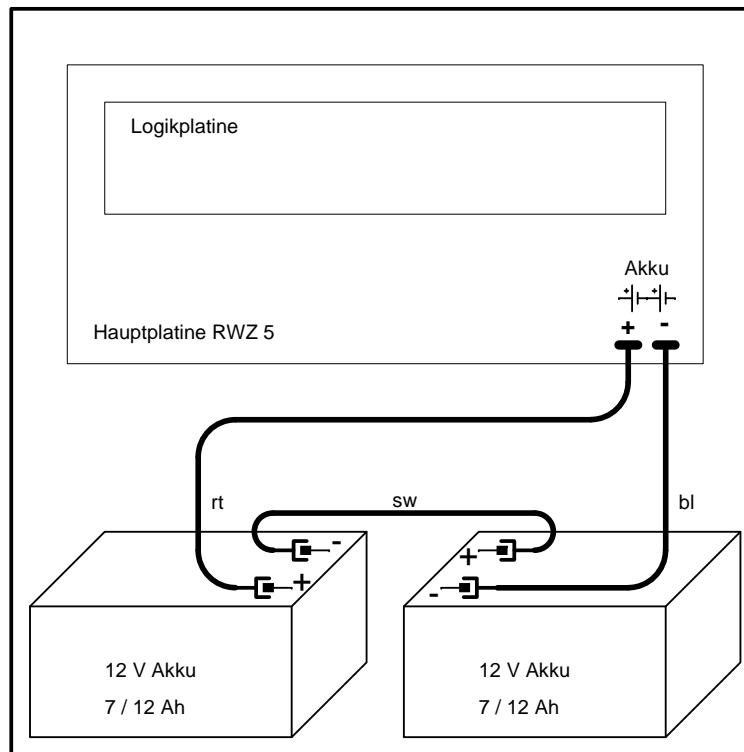 Logikplatine
Akku
+ +
+ -
Hauptplatine RWZ 5
rt
sw
bl
-
+
+
-
12 V Akku
7 / 12 Ah
12 V Akku
7 / 12 Ah